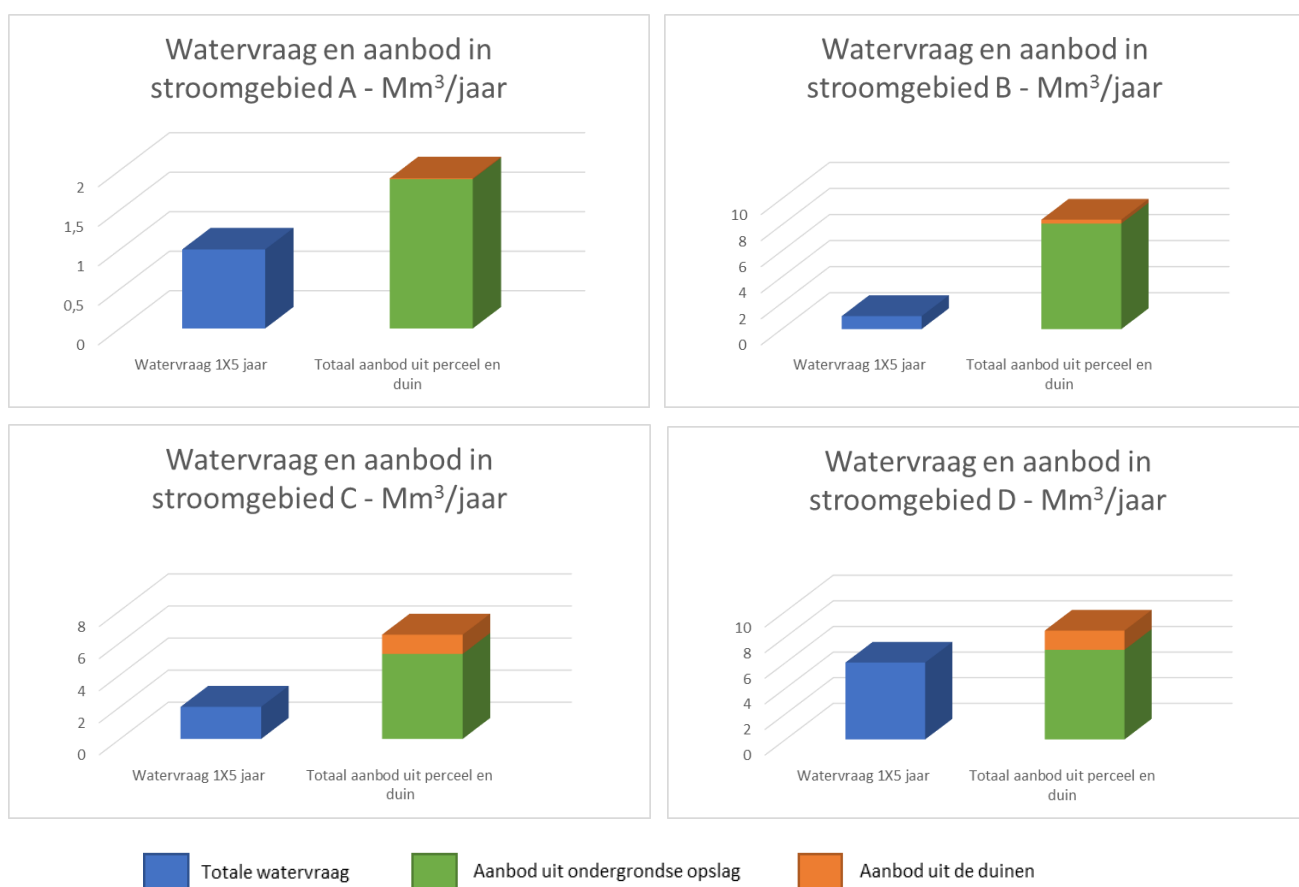 Watervraag en aanbod in
stroomgebied A - Mm³/jaar
2
1,5
1
0,5
0
Watervraag 1X5 jaar
Totaal aanbod uit perceel en
duin
Watervraag en aanbod in
stroomgebied B - Mm³/jaar
10
8
6
4
2
0
Watervraag 1X5 jaar
Totaal aanbod uit perceel en
duin
Watervraag en aanbod in
stroomgebied C - Mm³/jaar
8
6
4
2
0
Watervraag 1X5 jaar
Totaal aanbod uit perceel en
duin
Watervraag en aanbod in
stroomgebied D - Mm³/jaar
10
8
6
4
2
0
Watervraag 1X5 jaar
Totaal aanbod uit perceel en
duin
Totale watervraag
Aanbod uit ondergrondse opslag
Aanbod uit de duinen